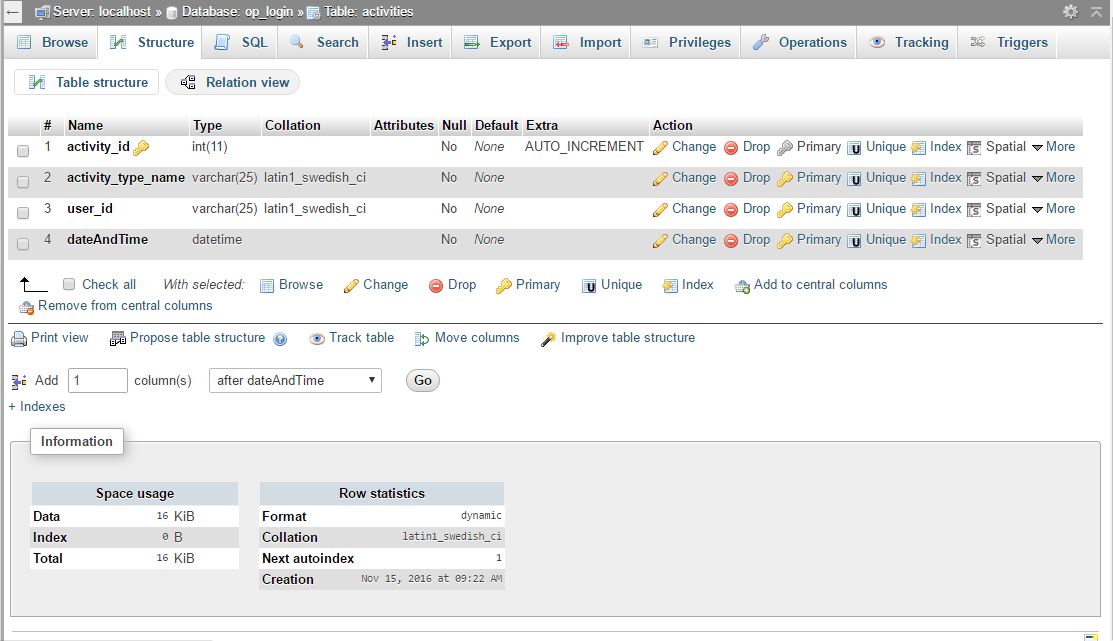 Server: localhost » Database: op_login » Table: activities
Browse Structure SQL Search Insert Export Import Privileges Operations Tracking Triggers
Table structure Relation view
# Name Type Collation Attributes Null Default Extra Action
1 activity_id int(11) No None AUTO_INCREMENT Change Drop Primary Unique Index Spatial More
2 activity_type_name varchar(25) latin1_swedish_ci No None Change Drop Primary Unique Index Spatial More
3 user_id varchar(25) latin1_swedish_ci No None Change Drop Primary Unique Index Spatial More
4 dateAndTime datetime No None Change Drop Primary Unique Index Spatial More
Check all With selected: Browse Change Drop Primary Unique Index Add to central columns
Remove from central columns
Print view Propose table structure Track table Move columns Improve table structure
Add 1 column(s) after dateAndTime Go
+ Indexes
Information
Space usage Row statistics
Data 16 KiB Format dynamic
Index 0 B Collation latin1_swedish_ci
Total 16 KiB Next autoindex 1
Creation Nov 15, 2016 at 09:22 AM